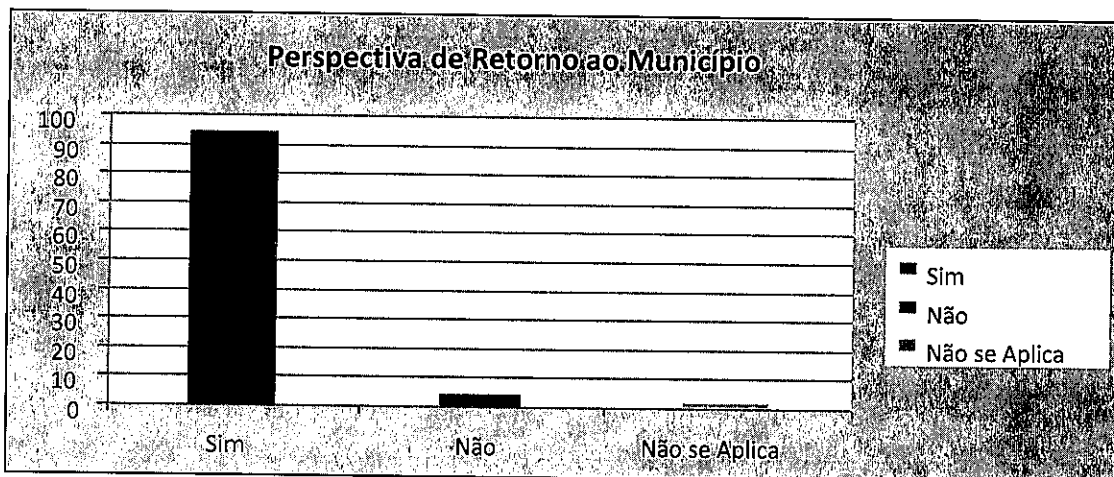 Perspectiva de Retorno ao Município
100
90
80
70
60
50
40
30
20
10
0
Sim
Não
Não se Aplica
Sim
Não
Não se Aplica